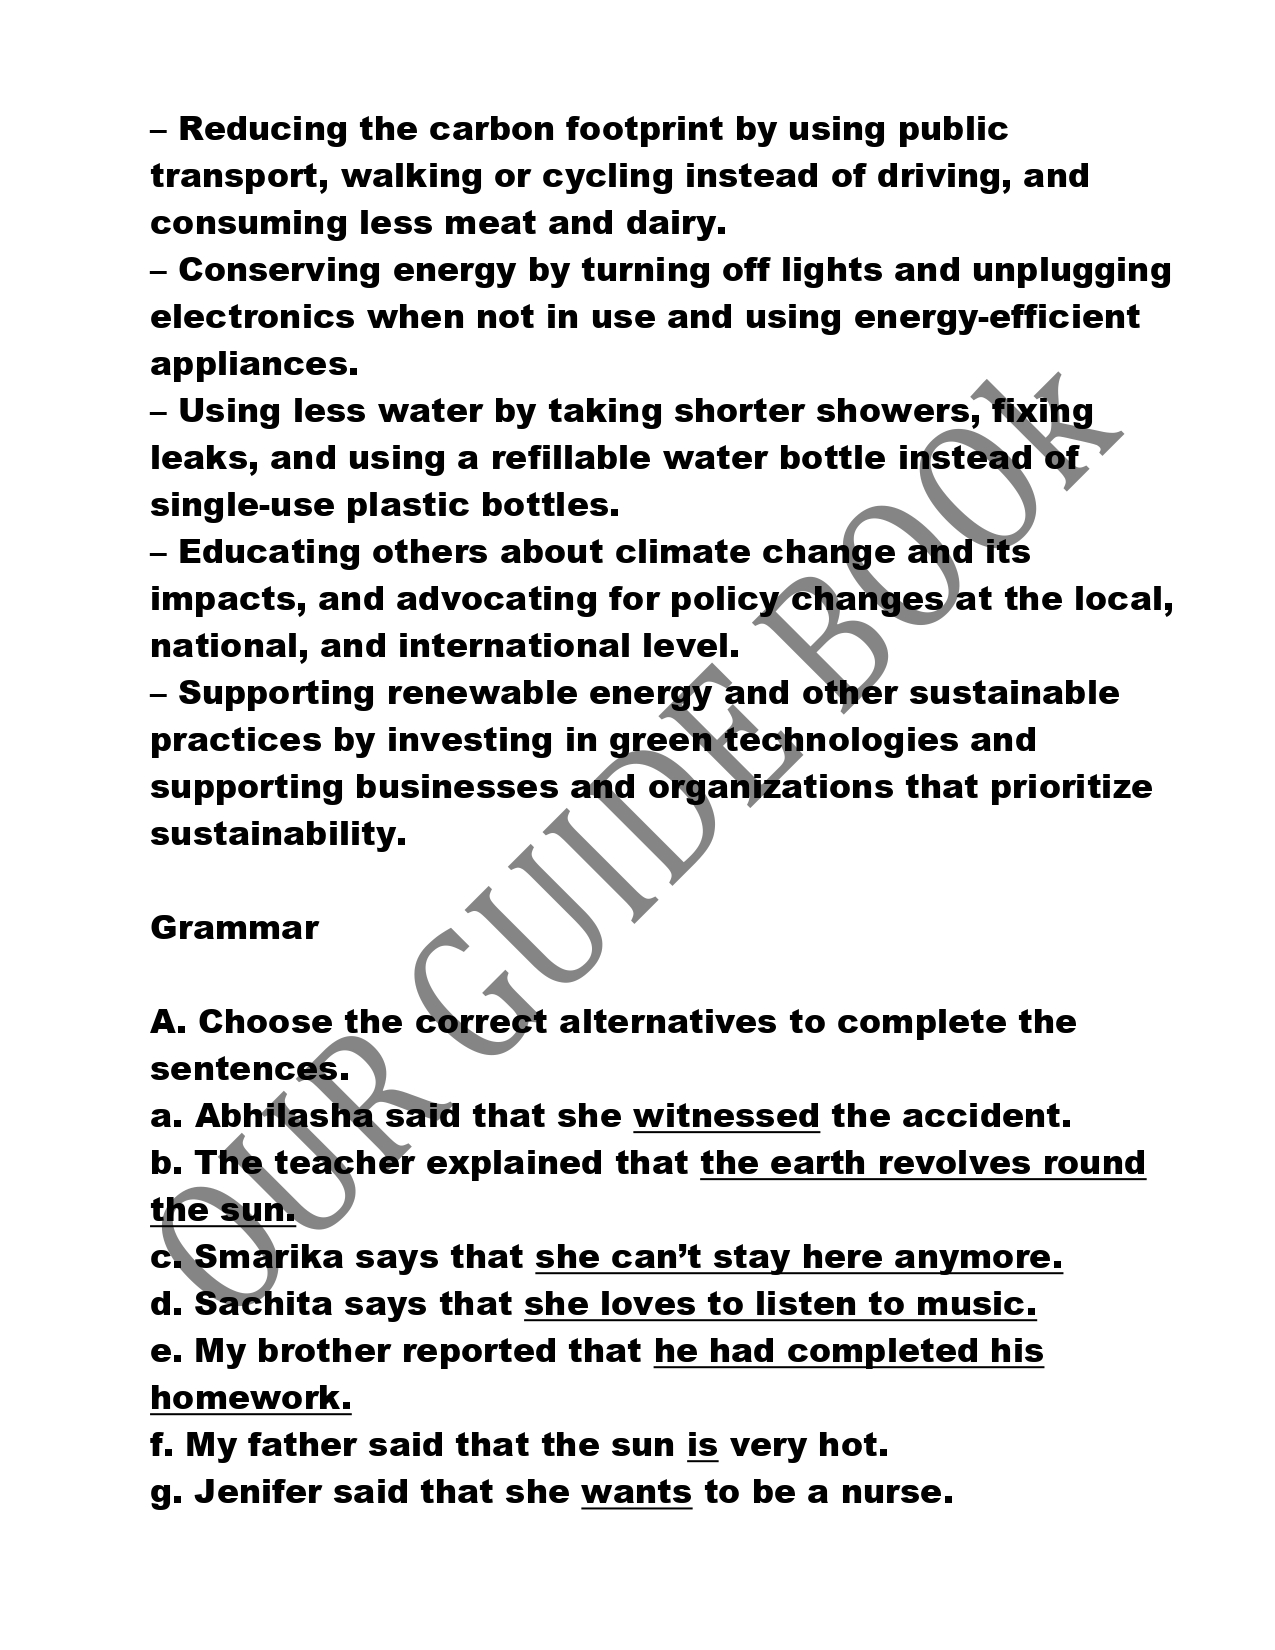 – Reducing the carbon footprint by using public
transport, walking or cycling instead of driving, and
consuming less meat and dairy.
– Conserving energy by turning off lights and unplugging
electronics when not in use and using energy-efficient
appliances.
– Using less water by taking shorter showers, fixing
leaks, and using a refillable water bottle instead of
single-use plastic bottles.
– Educating others about climate change and its
impacts, and advocating for policy changes at the local,
national, and international level.
– Supporting renewable energy and other sustainable
practices by investing in green technologies and
supporting businesses and organizations that prioritize
sustainability.
Grammar
A. Choose the correct alternatives to complete the
sentences.
a. Abhilasha said that she witnessed the accident.
b. The teacher explained that the earth revolves round
the sun.
c. Smarika says that she can’t stay here anymore.
d. Sachita says that she loves to listen to music.
e. My brother reported that he had completed his
homework.
f. My father said that the sun is very hot.
g. Jenifer said that she wants to be a nurse.
OUR GUIDE BOOk